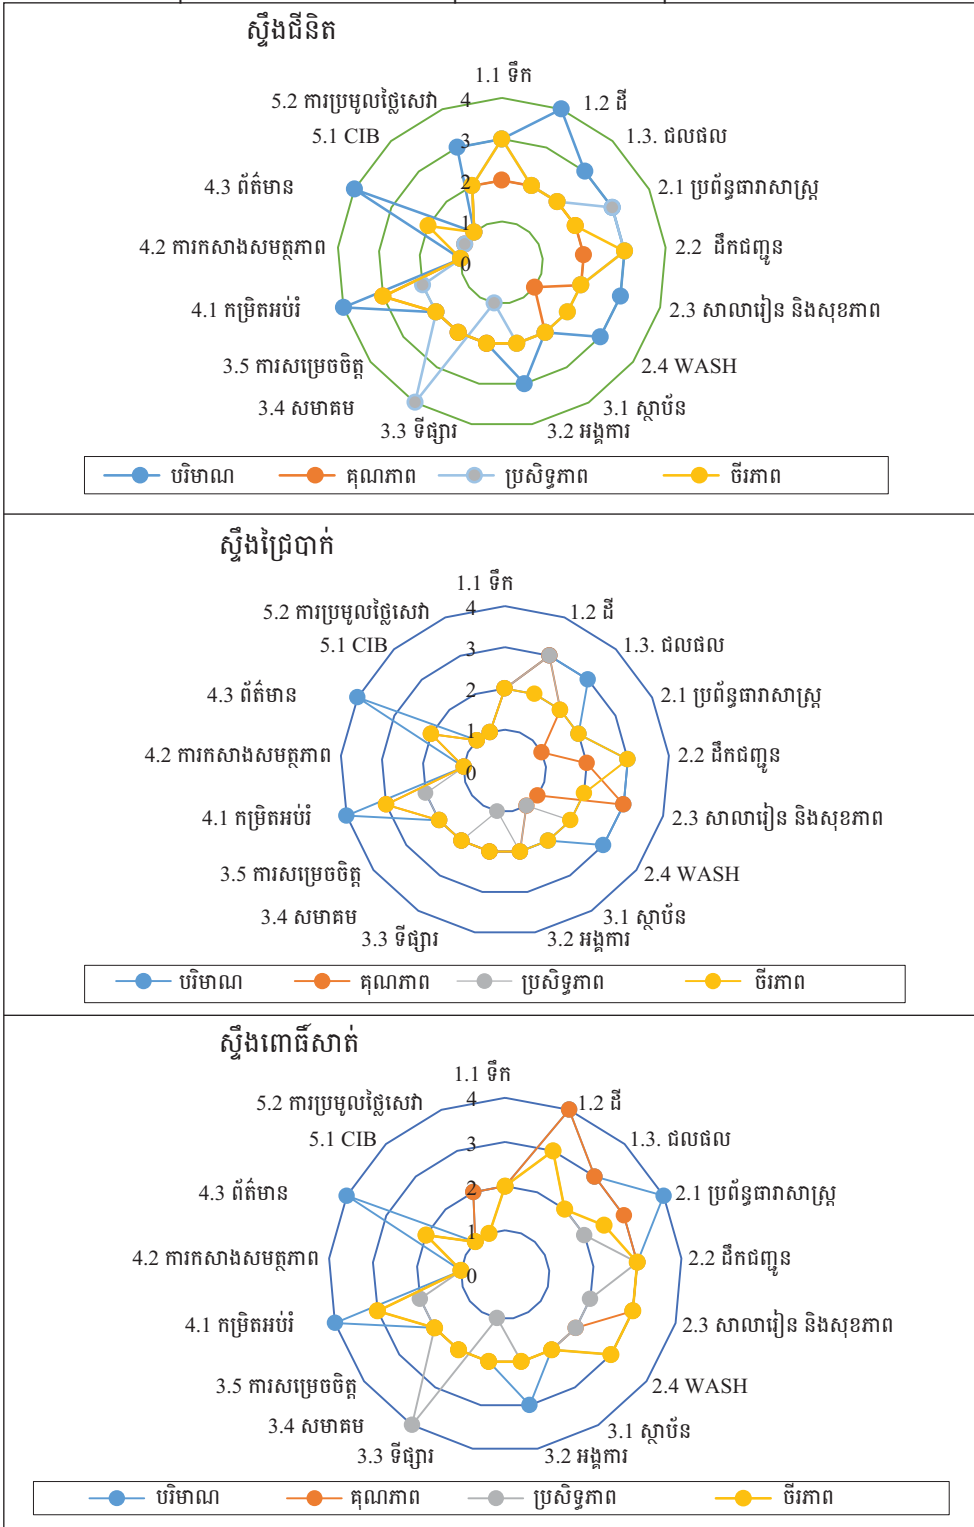 ស្ទឹងជីនិត
1.1 ទឹក
1.2 ដី
1.3. ជលផល
2.1 ប្រព័ន្ធធារាសាស្ត្រ
2.2 ដឹកជញ្ជូន
2.3 សាលារៀន និងសុខភាព
2.4 WASH
3.1 ស្ថាប័ន
3.2 អង្គការ
3.3 ទីផ្សារ
3.4 សមាគម
3.5 ការសម្រេចចិត្ត
4.1 កម្រិតអប់រំ
4.2 ការកសាងសមត្ថភាព
4.3 ព័ត៌មាន
5.1 CIB
5.2 ការប្រមូលថ្លៃសេវា
4
3
2
1
0
បរិមាណ គុណភាព ប្រសិទ្ធភាព ចីរភាព
ស្ទឹងជ្រៃបាក់
1.1 ទឹក
1.2 ដី
1.3. ជលផល
2.1 ប្រព័ន្ធធារាសាស្ត្រ
2.2 ដឹកជញ្ជូន
2.3 សាលារៀន និងសុខភាព
2.4 WASH
3.1 ស្ថាប័ន
3.2 អង្គការ
3.3 ទីផ្សារ
3.4 សមាគម
3.5 ការសម្រេចចិត្ត
4.1 កម្រិតអប់រំ
4.2 ការកសាងសមត្ថភាព
4.3 ព័ត៌មាន
5.1 CIB
5.2 ការប្រមូលថ្លៃសេវា
4
3
2
1
0
បរិមាណ គុណភាព ប្រសិទ្ធភាព ចីរភាព
ស្ទឹងពោធិ៍សាត់
1.1 ទឹក
1.2 ដី
1.3. ជលផល
2.1 ប្រព័ន្ធធារាសាស្ត្រ
2.2 ដឹកជញ្ជូន
2.3 សាលារៀន និងសុខភាព
2.4 WASH
3.1 ស្ថាប័ន
3.2 អង្គការ
3.3 ទីផ្សារ
3.4 សមាគម
3.5 ការសម្រេចចិត្ត
4.1 កម្រិតអប់រំ
4.2 ការកសាងសមត្ថភាព
4.3 ព័ត៌មាន
5.1 CIB
5.2 ការប្រមូលថ្លៃសេវា
4
3
2
1
0
បរិមាណ គុណភាព ប្រសិទ្ធភាព ចីរភាព